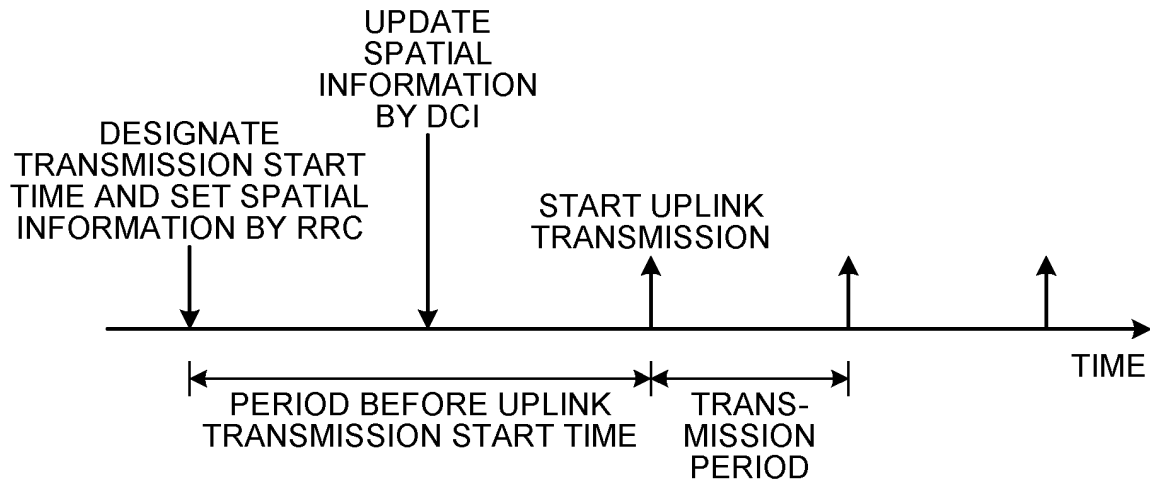 UPDATE
SPATIAL
INFORMATION
BY DCI
DESIGNATE
TRANSMISSION START
TIME AND SET SPATIAL
INFORMATION BY RRC
START UPLINK
TRANSMISSION
TIME
PERIOD BEFORE UPLINK
TRANSMISSION START TIME
TRANS-
MISSION
PERIOD